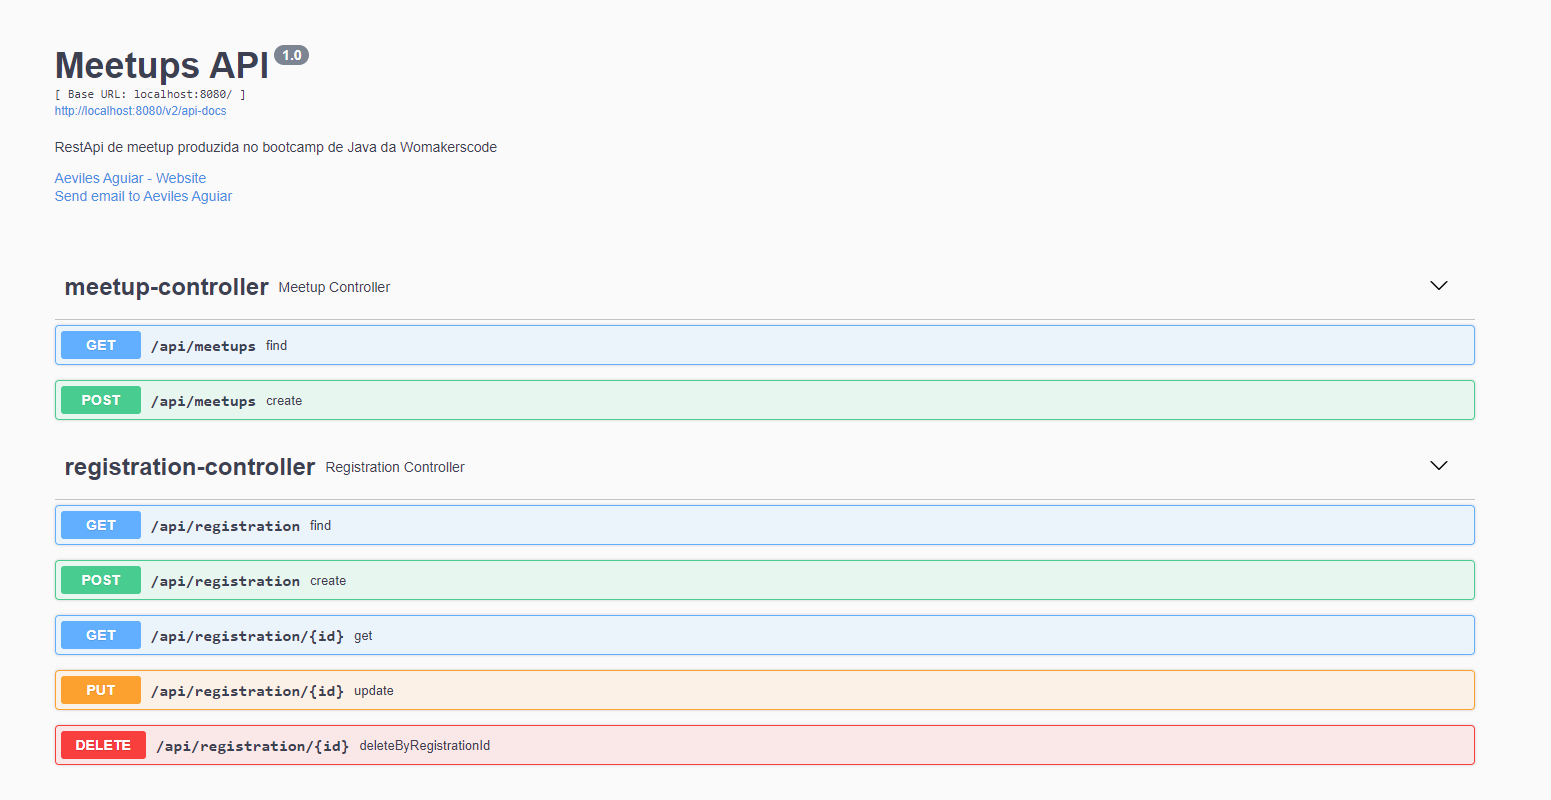 Meetups API 1.0
[ Base URL: localhost:8080/ ]
http://localhost:8080/v2/api-docs
RestApi de meetup produzida no bootcamp de Java da Womakerscode
Aeviles Aguiar - Website
Send email to Aeviles Aguiar
meetup-controller Meetup Controller
GET /api/meetups find
POST /api/meetups create
registration-controller Registration Controller
GET /api/registration find
POST /api/registration create
GET /api/registration/{id} get
PUT /api/registration/{id} update
DELETE /api/registration/{id} deleteByRegistrationId